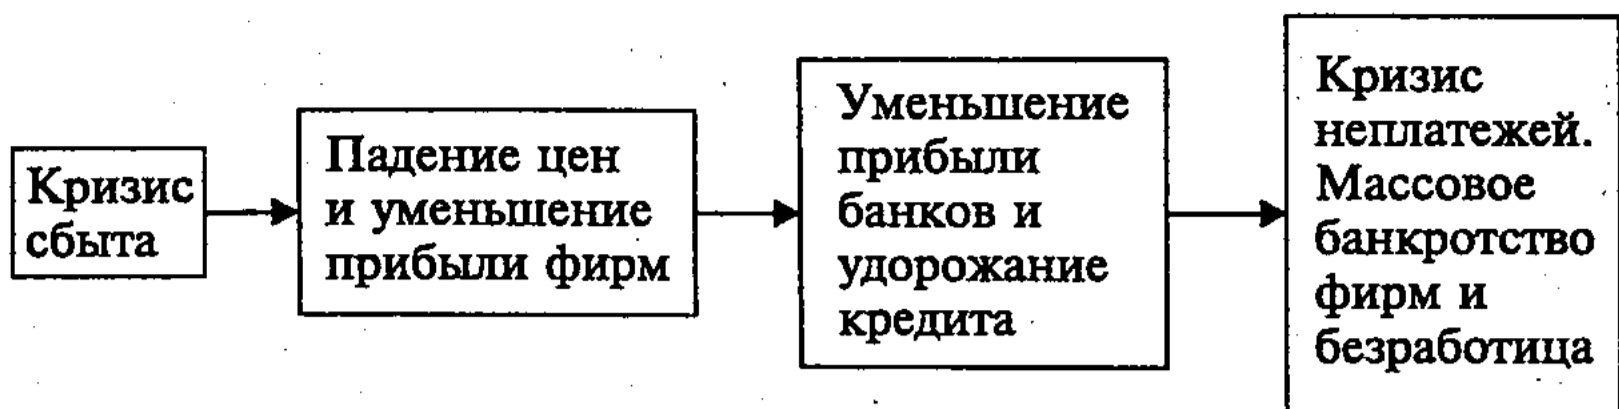 Кризис
сбыта
Падение цен
и уменьшение
прибыли фирм
Уменьшение
прибыли
банков и
удорожание
кредита
Кризис
неплатежей.
Массовое
банкротство
фирм и
безработица